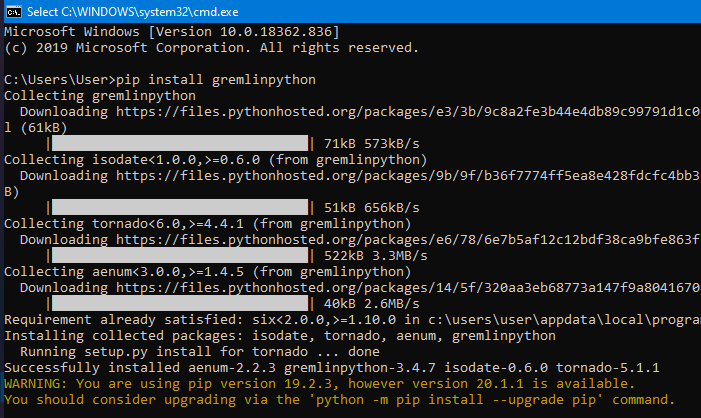 Select C:\WINDOWS\system32\cmd.exe
Microsoft Windows [Version 10.0.18362.836]
(c) 2019 Microsoft Corporation. All rights reserved.
C:\Users\User>pip install gremlinpython
Collecting gremlinpython
Downloading https://files.pythonhosted.org/packages/e3/3b/9c8a2fe3b44e4db89c99791d1c0
l (61kB)
|████████████████████████████████| 71kB 573kB/s
Collecting isodate<1.0.0,>=0.6.0 (from gremlinpython)
Downloading https://files.pythonhosted.org/packages/9b/9f/b36f7774ff5ea8e428fdcfc4bb3
B)
|████████████████████████████████| 51kB 656kB/s
Collecting tornado<6.0,>=4.4.1 (from gremlinpython)
Downloading https://files.pythonhosted.org/packages/e6/78/6e7b5af12c12bdf38ca9bfe863f
|████████████████████████████████| 522kB 3.3MB/s
Collecting aenum<3.0.0,>=1.4.5 (from gremlinpython)
Downloading https://files.pythonhosted.org/packages/14/5f/320aa3eb68773a147f9a8041670
|████████████████████████████████| 40kB 2.6MB/s
Requirement already satisfied: six<2.0.0,>=1.10.0 in c:\users\user\appdata\local\progra
Installing collected packages: isodate, tornado, aenum, gremlinpython
Running setup.py install for tornado ... done
Successfully installed aenum-2.2.3 gremlinpython-3.4.7 isodate-0.6.0 tornado-5.1.1
WARNING: You are using pip version 19.2.3, however version 20.1.1 is available.
You should consider upgrading via the 'python -m pip install --upgrade pip' command.